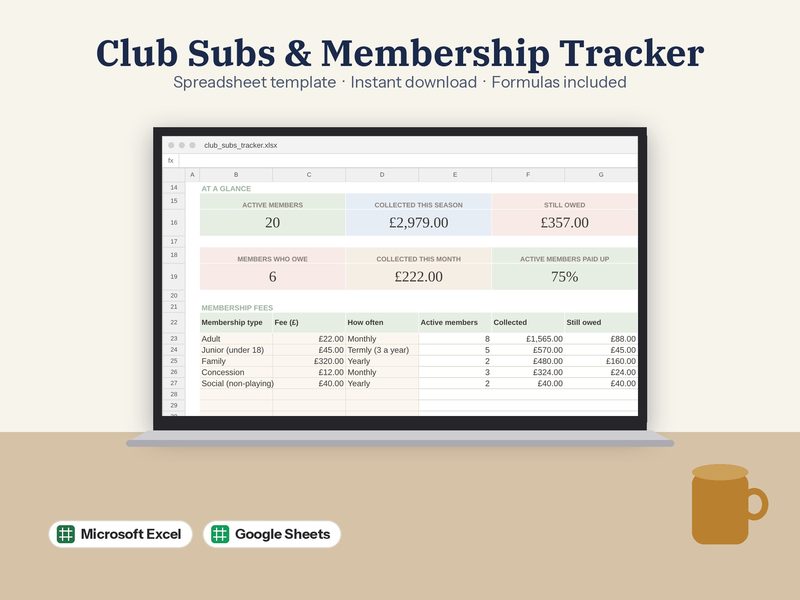 Club Subs & Membership Tracker
Spreadsheet template · Instant download · Formulas included
club_subs_tracker.xlsx
fx
A B C D E F G
14 AT A GLANCE
15 ACTIVE MEMBERS COLLECTED THIS SEASON STILL OWED
16 20 £2,979.00 £357.00
17
18 MEMBERS WHO OWE COLLECTED THIS MONTH ACTIVE MEMBERS PAID UP
19 6 £222.00 75%
20
21 MEMBERSHIP FEES
22 Membership type Fee (£) How often Active members Collected Still owed
23 Adult £22.00 Monthly 8 £1,565.00 £88.00
24 Junior (under 18) £45.00 Termly (3 a year) 5 £570.00 £45.00
25 Family £320.00 Yearly 2 £480.00 £160.00
26 Concession £12.00 Monthly 3 £324.00 £24.00
27 Social (non-playing) £40.00 Yearly 2 £40.00 £40.00
28
29
Microsoft Excel Google Sheets